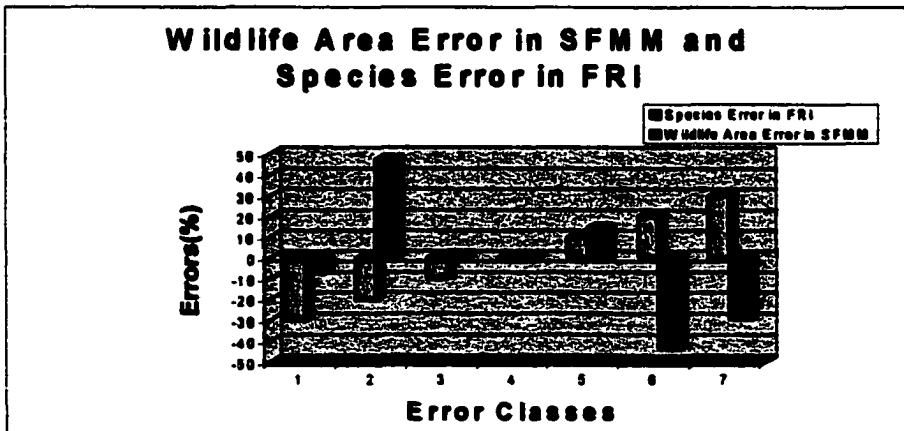 Wildlife Area Error in SFMM and
Species Error in FRI
Species Error in FRI
Wildlife Area Error in SFMM
50
40
30
20
10
0
-10
-20
-30
-40
-50
Errors(%)
1 2 3 4 5 6 7
Error Classes